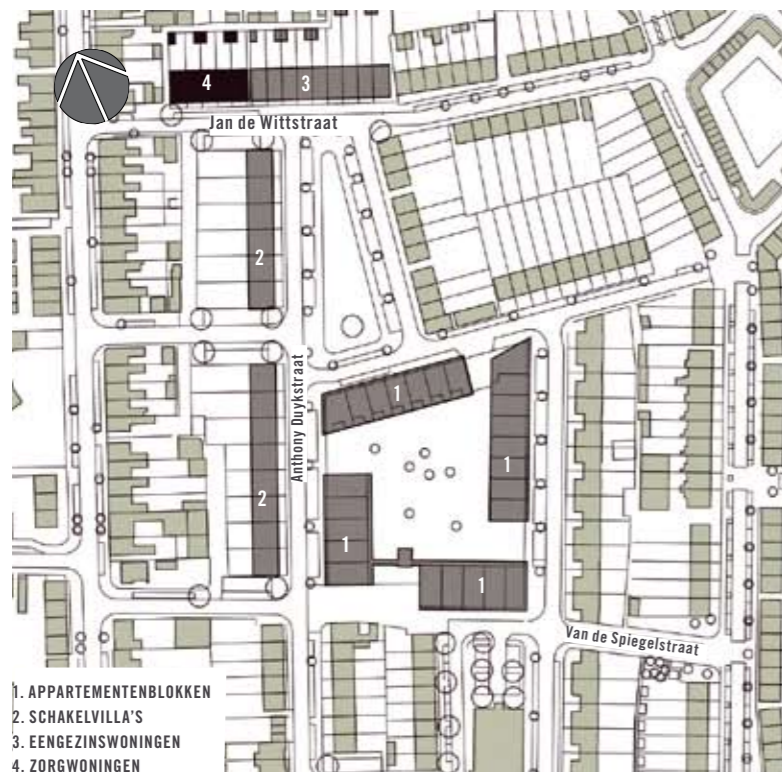 4
3
Jan de Wittstraat
2
Anthony Duykstraat
1
2
1
1
1
Van de Spiegelstraat
1. APPARTEMENTENBLOKKEN
2. SCHAKELVILLA'S
3. EENGEZINSWONINGEN
4. ZORGWONINGEN